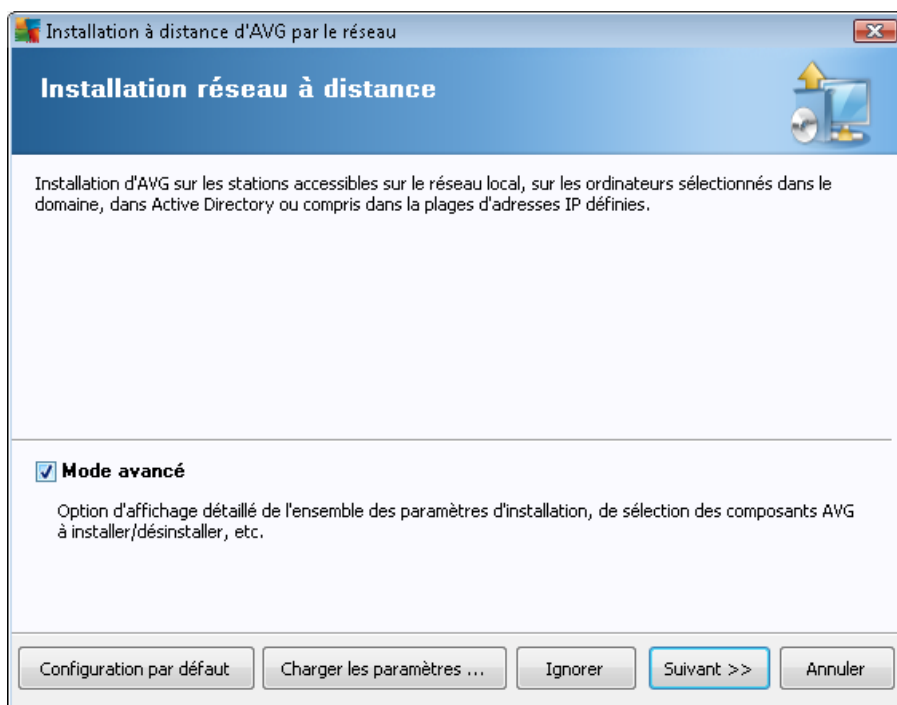 Installation à distance d'AVG par le réseau
Installation réseau à distance
Installation d'AVG sur les stations accessibles sur le réseau local, sur les ordinateurs sélectionnés dans le
domaine, dans Active Directory ou compris dans la plages d'adresses IP définies.
Mode avancé
Option d'affichage détaillé de l'ensemble des paramètres d'installation, de sélection des composants AVG
à installer/désinstaller, etc.
Configuration par défaut
Charger les paramètres ...
Ignorer
Suivant >>
Annuler